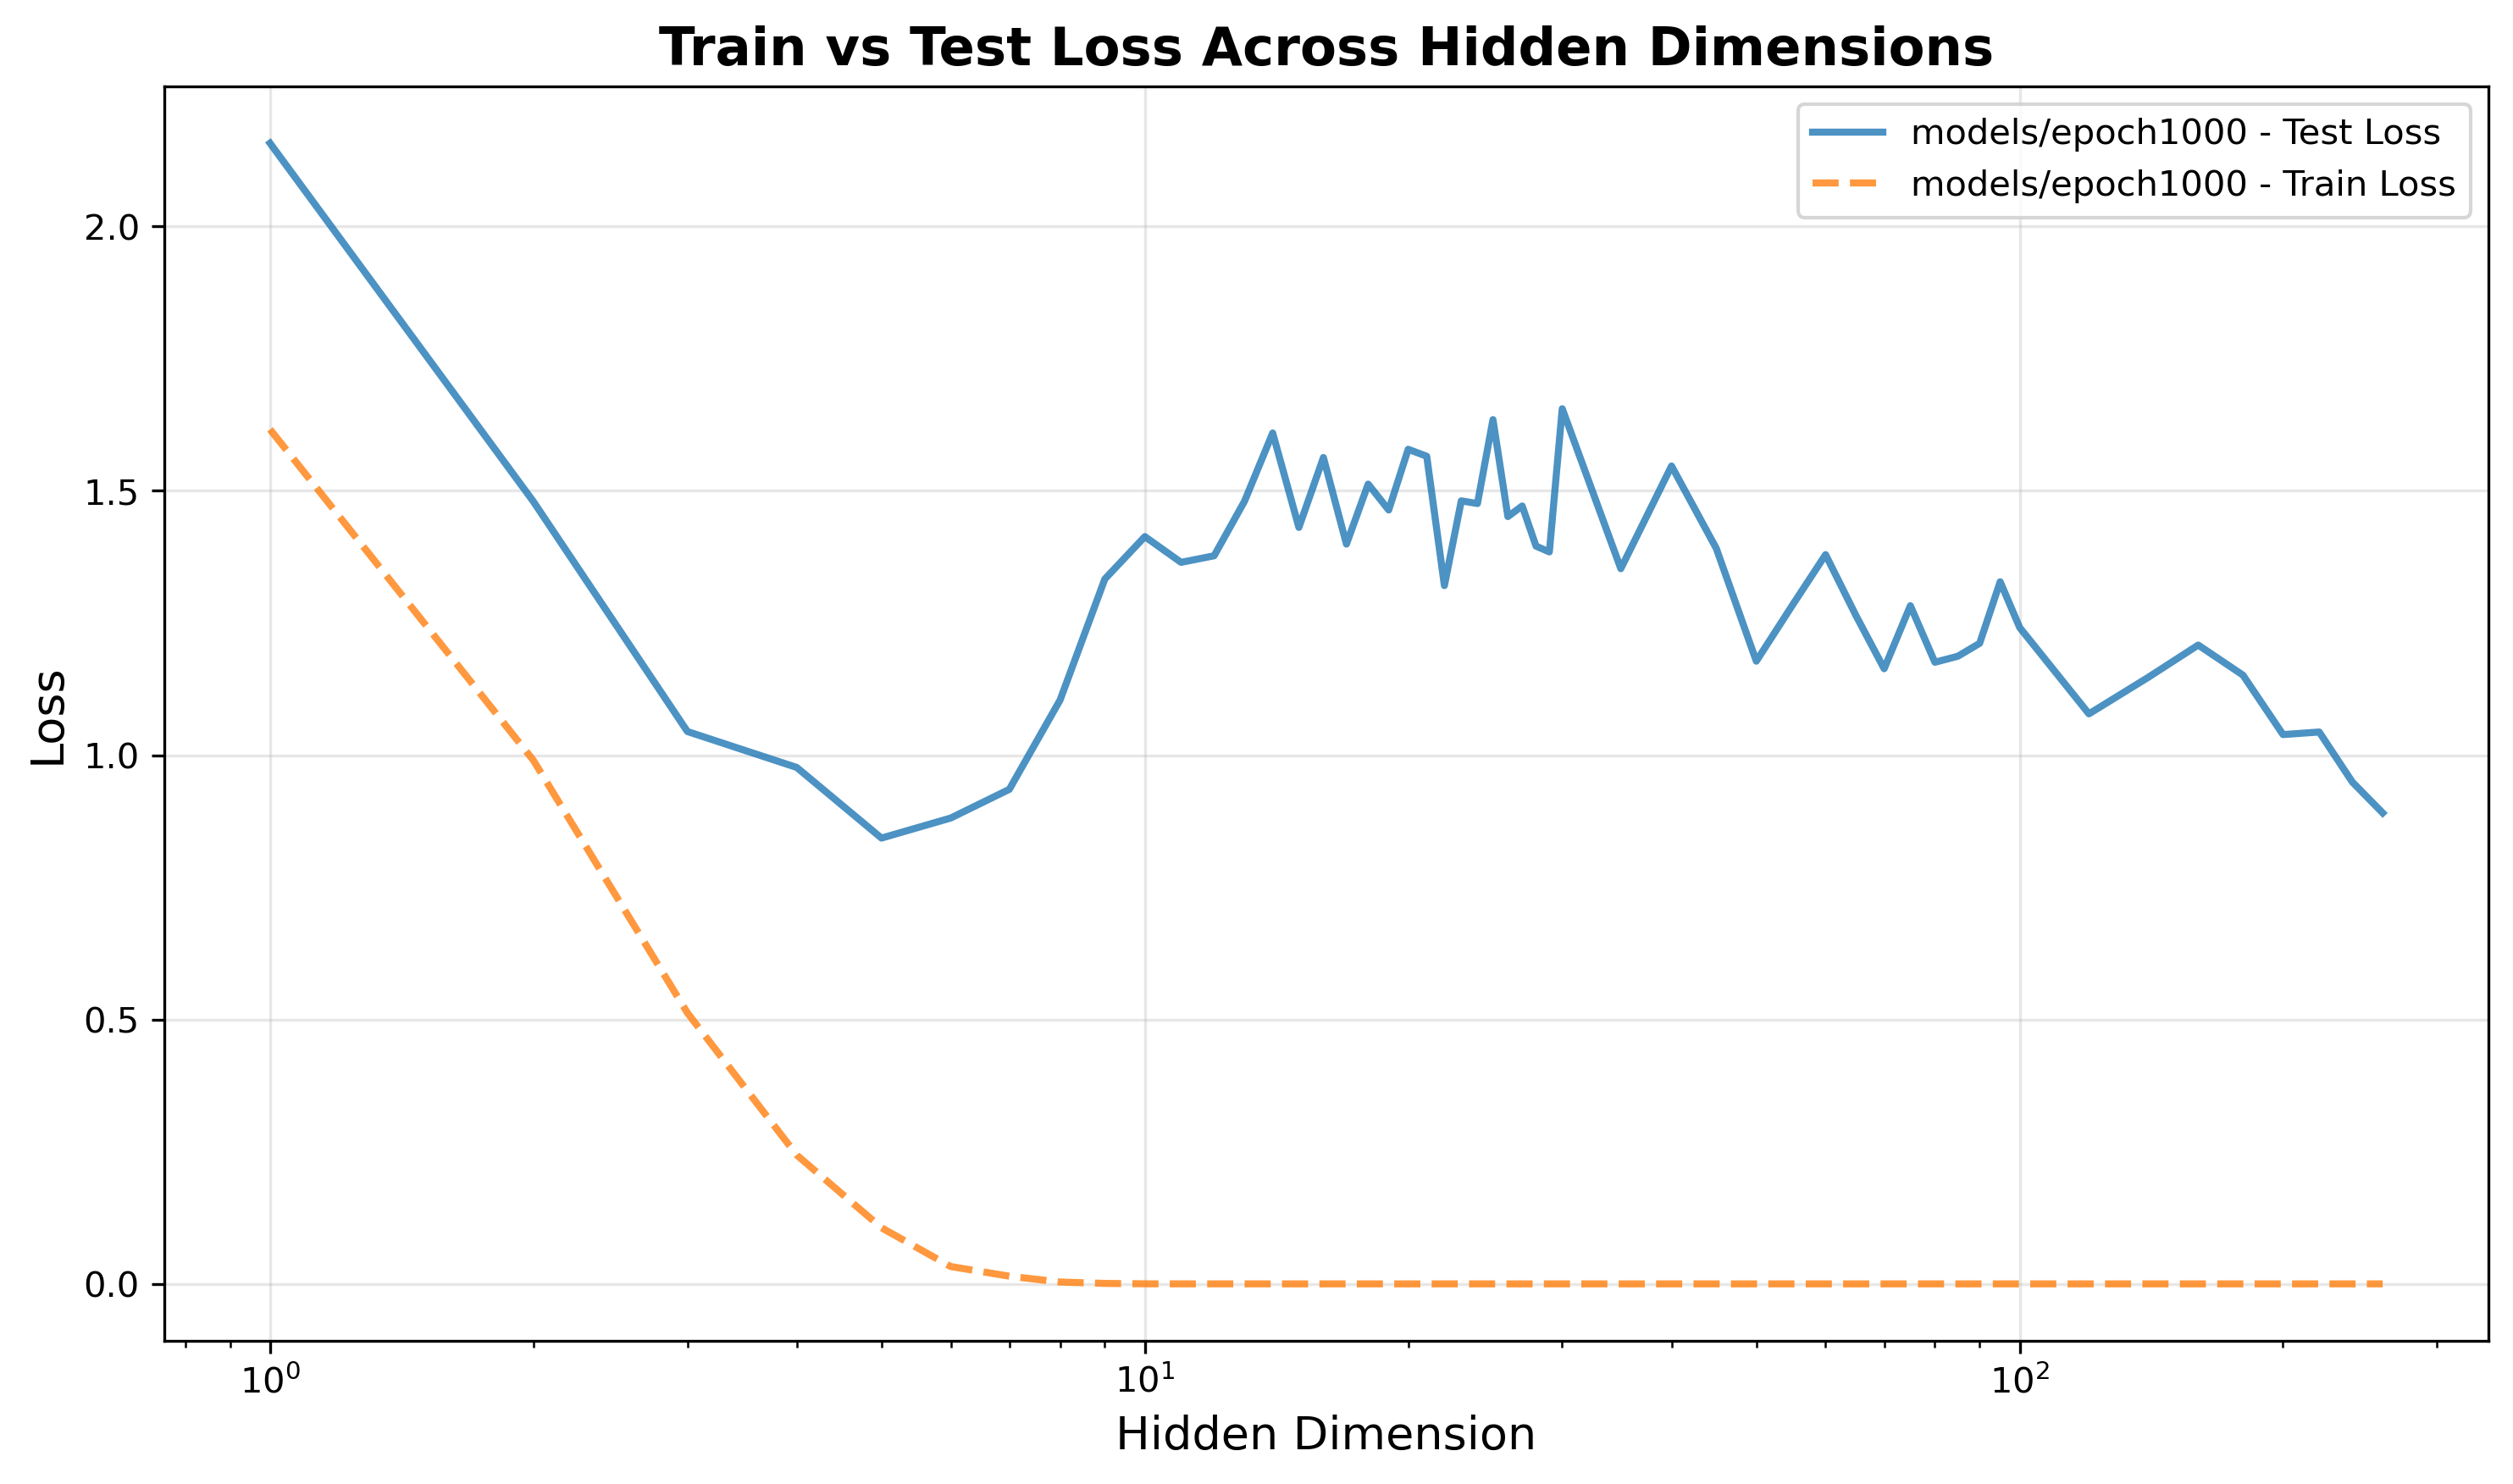 Train vs Test Loss Across Hidden Dimensions
models/epoch1000 - Test Loss
models/epoch1000 - Train Loss
Loss
2.0
1.5
1.0
0.5
0.0
10⁰
10¹
10²
Hidden Dimension